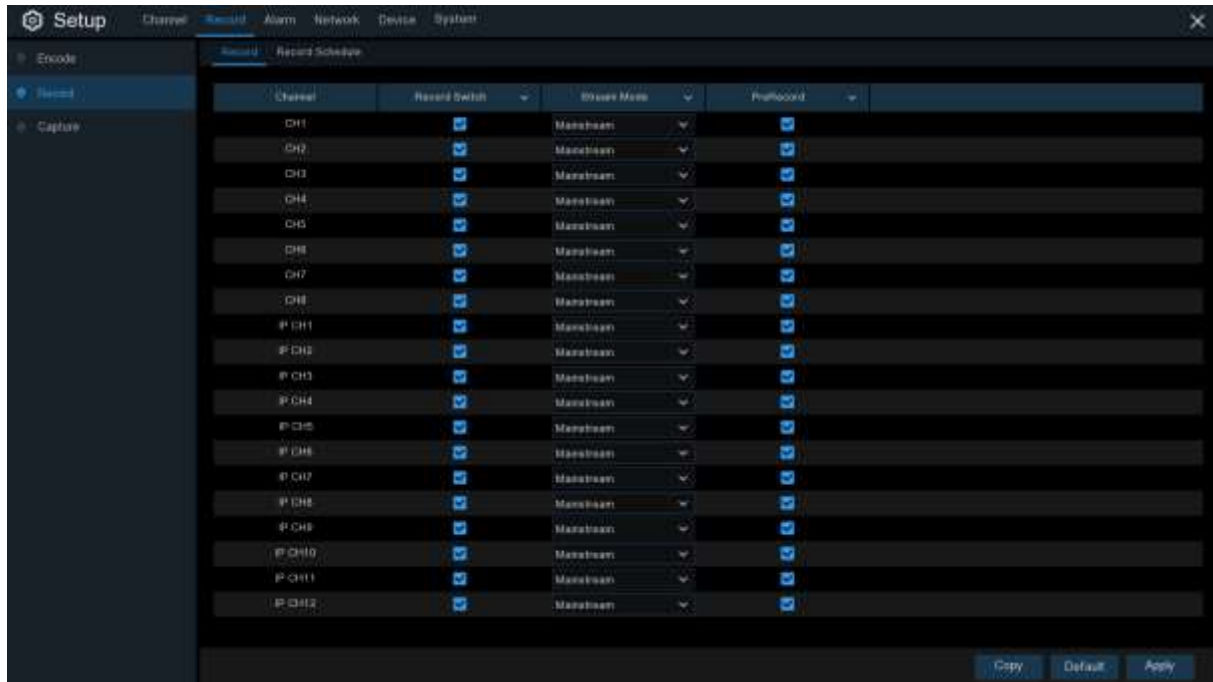 Setup Channel Record Alarm Network Device System
Encode
Record
Capture
Record Record Schedule
Channel Record Switch Stream Mode PreRecord
CH1 Mainstream
CH2 Mainstream
CH3 Mainstream
CH4 Mainstream
CH5 Mainstream
CH6 Mainstream
CH7 Mainstream
CH8 Mainstream
IP CH1 Mainstream
IP CH2 Mainstream
IP CH3 Mainstream
IP CH4 Mainstream
IP CH5 Mainstream
IP CH6 Mainstream
IP CH7 Mainstream
IP CH8 Mainstream
IP CH9 Mainstream
IP CH10 Mainstream
IP CH11 Mainstream
IP CH12 Mainstream
Copy Default Apply